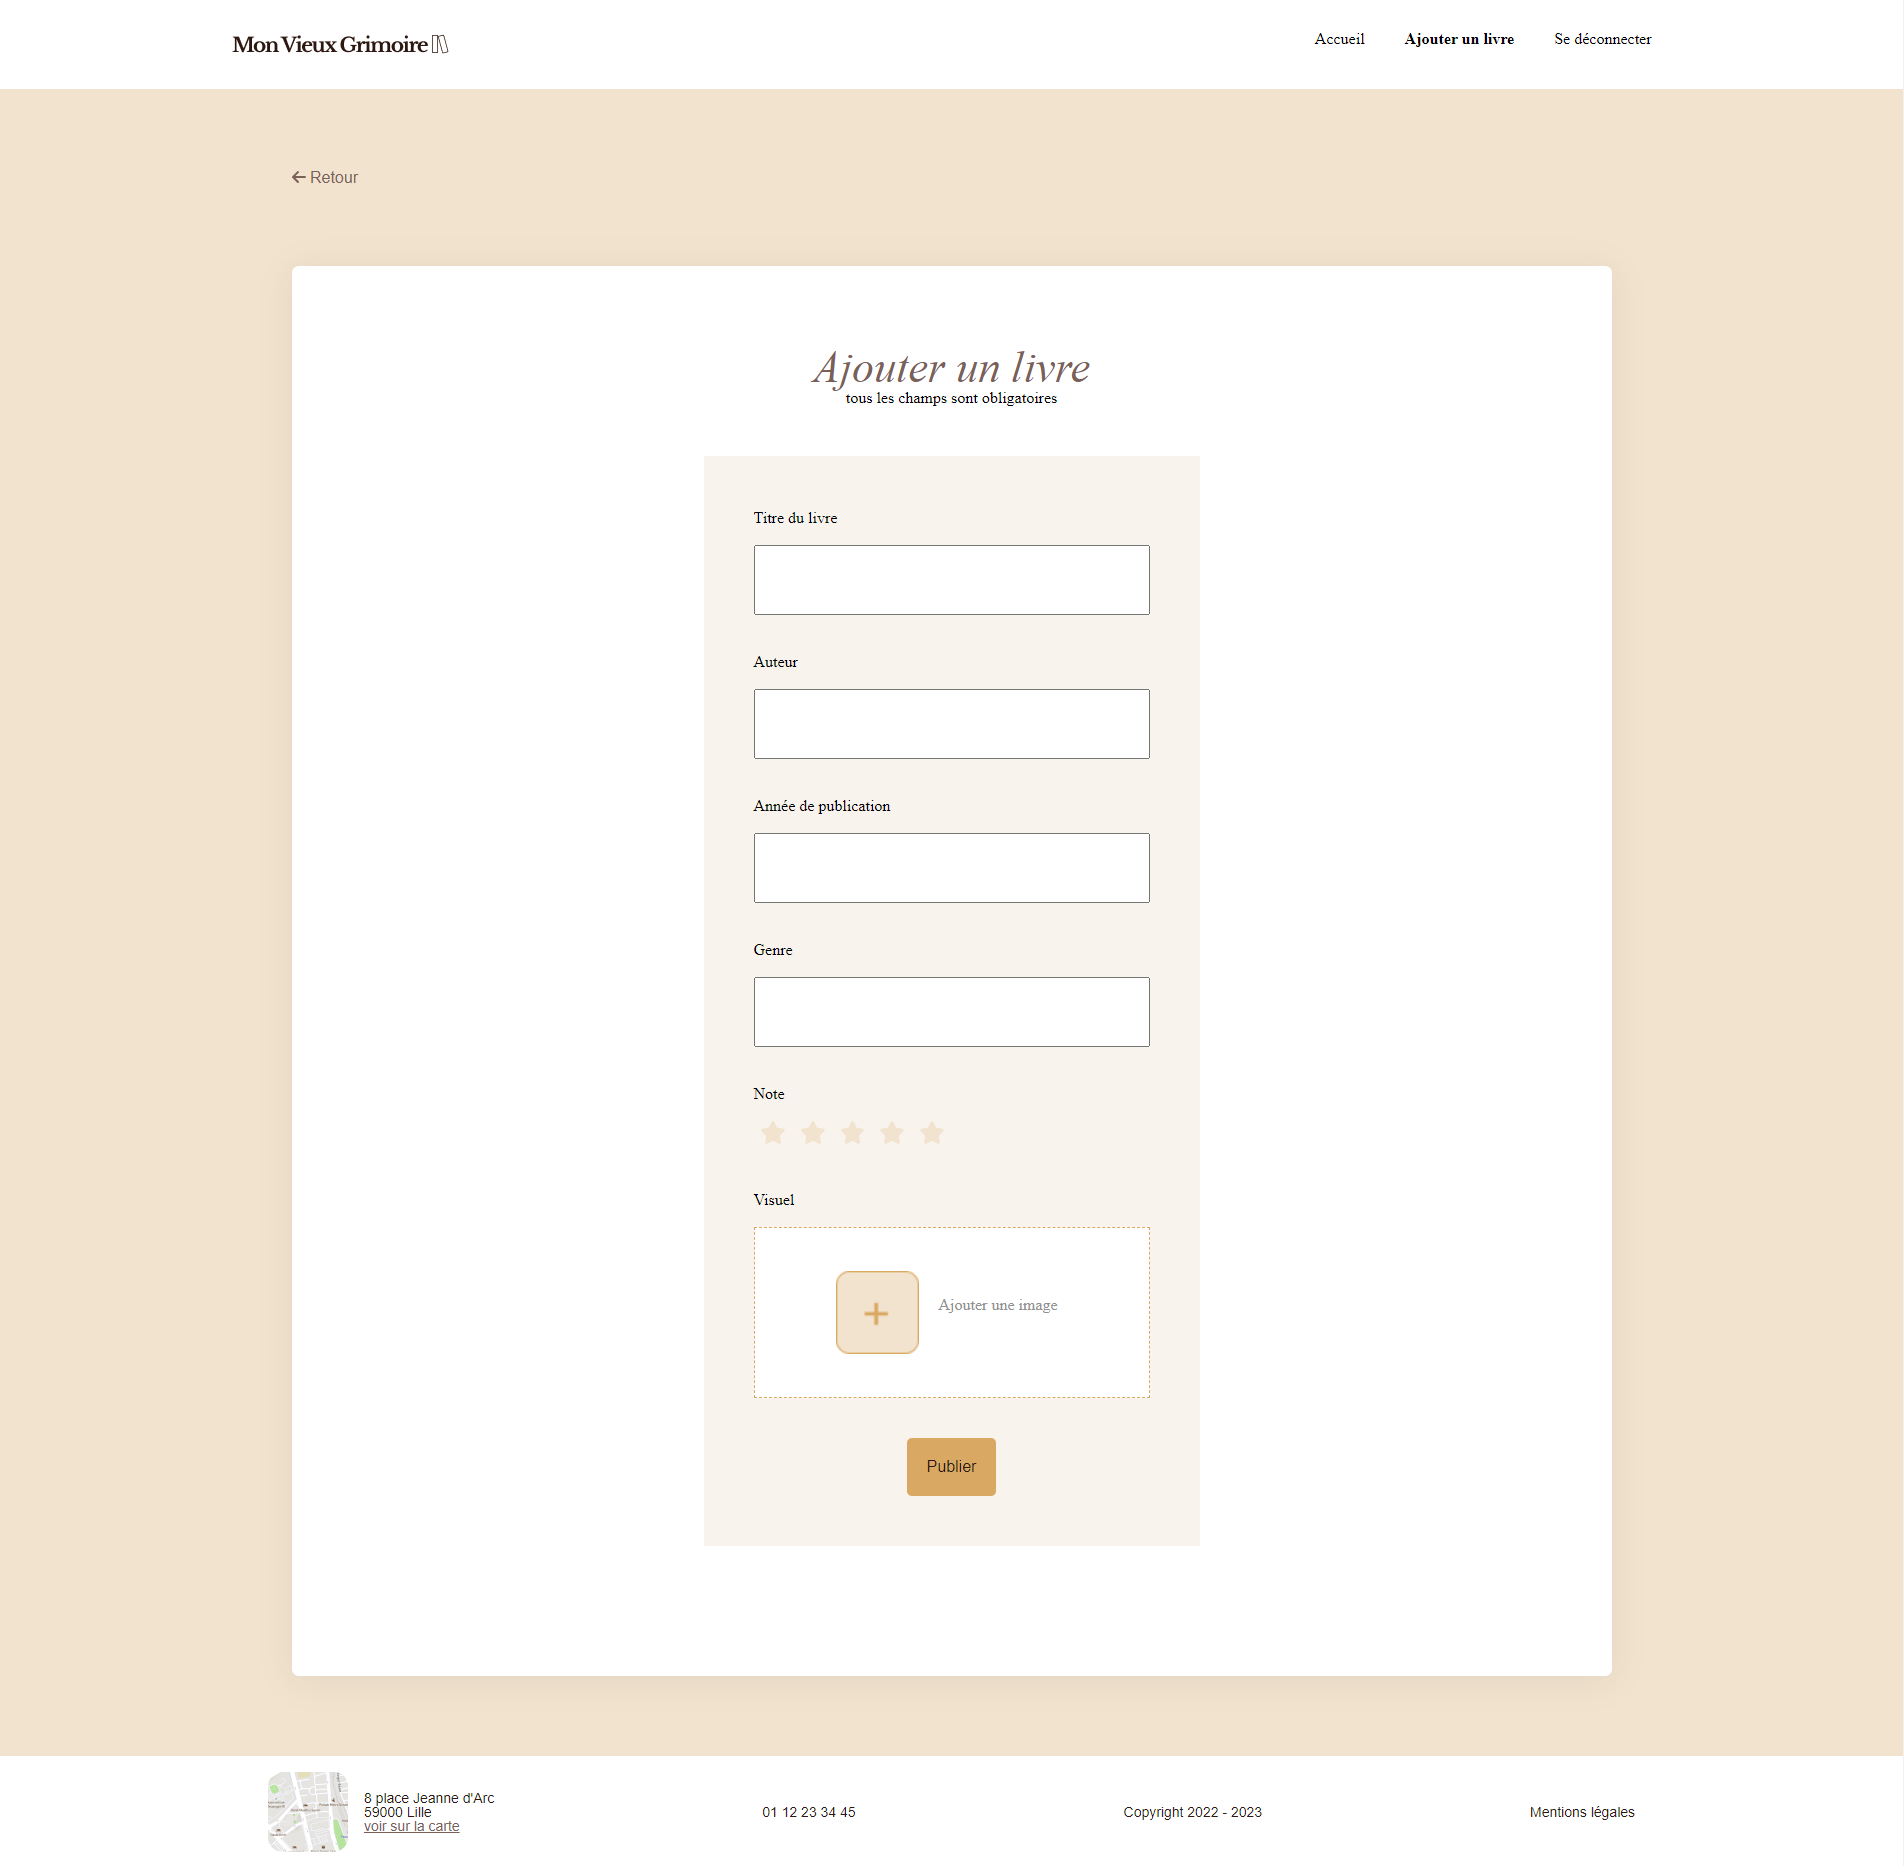 Mon Vieux Grimoire
Accueil
Ajouter un livre
Se déconnecter
Retour
Ajouter un livre
tous les champs sont obligatoires
Titre du livre
Auteur
Année de publication
Genre
Note
Visuel
Ajouter une image
Publier
8 place Jeanne d'Arc
59000 Lille
voir sur la carte
01 12 23 34 45
Copyright 2022 - 2023
Mentions légales